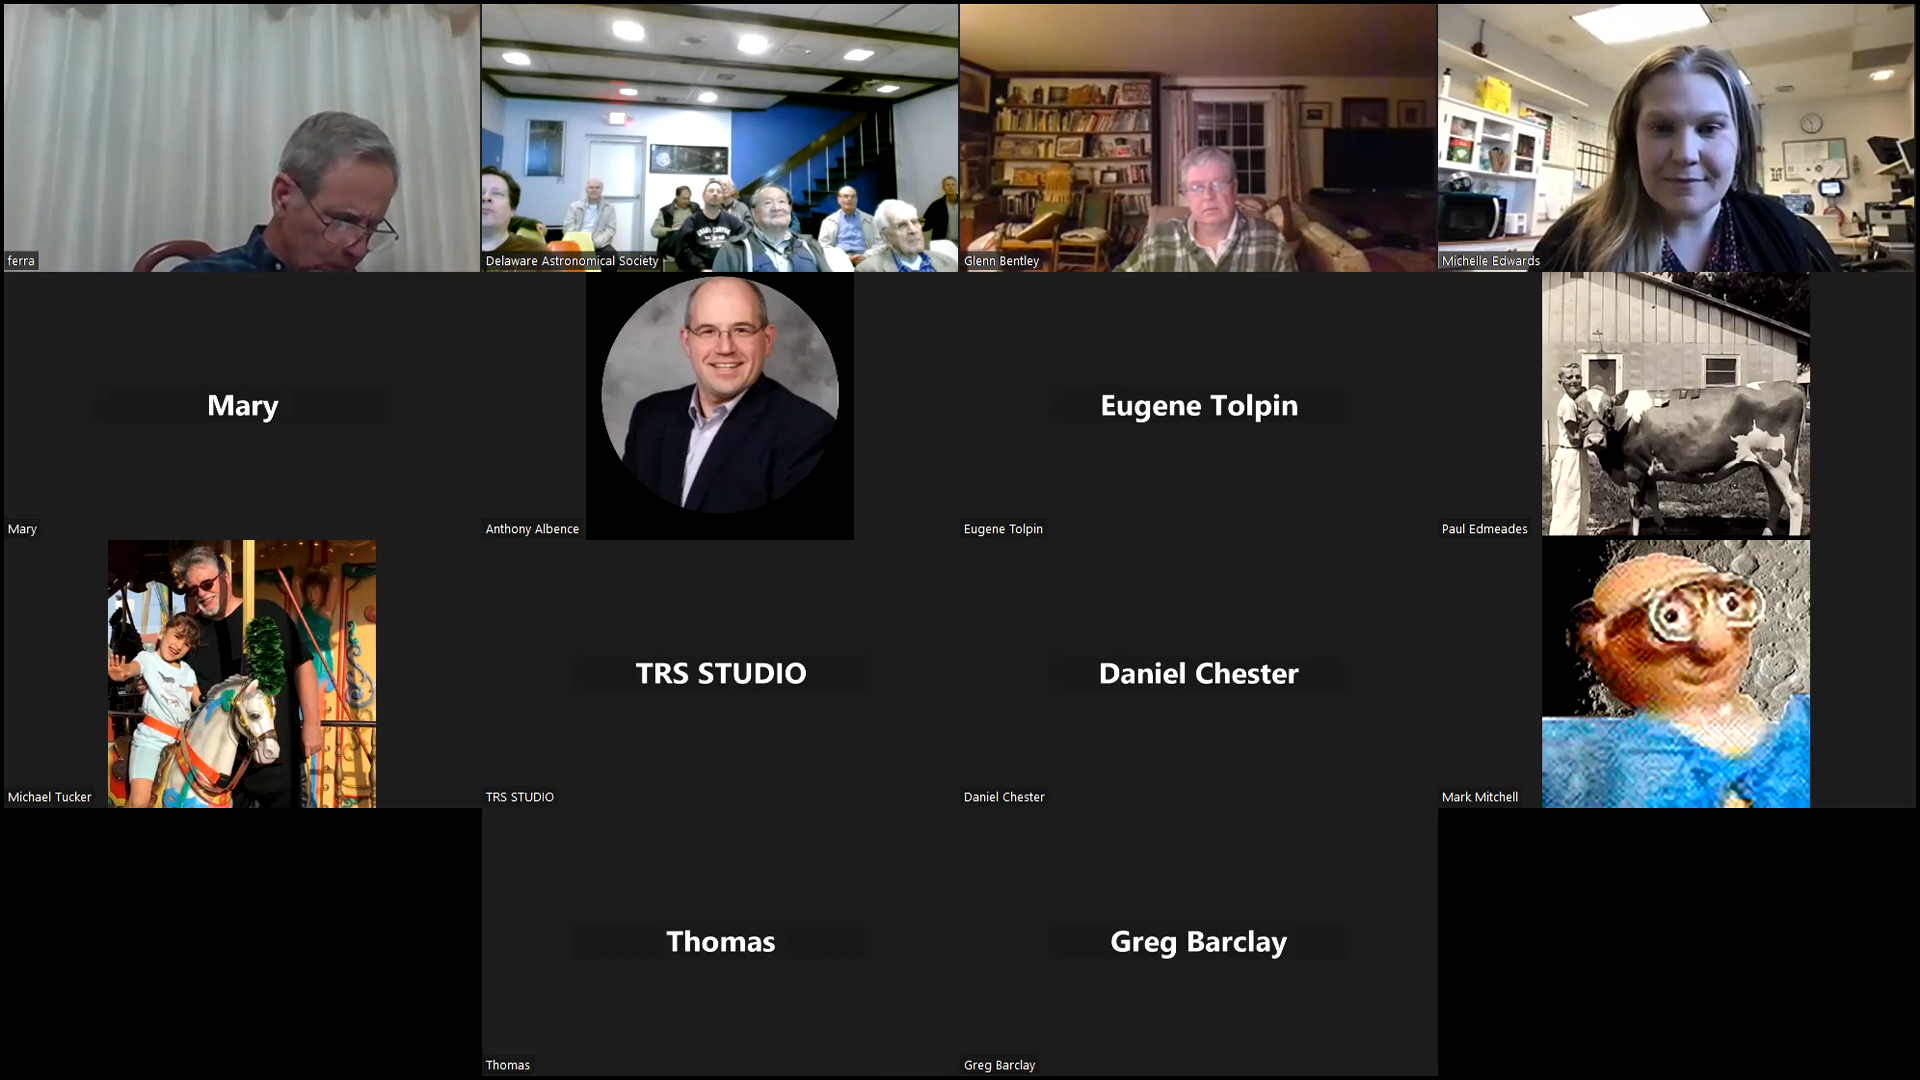 ferra
Delaware Astronomical Society
Glenn Bentley
Michelle Edwards
Mary
Mary
Anthony Albence
Eugene Tolpin
Eugene Tolpin
Paul Edmeades
Michael Tucker
TRS STUDIO
TRS STUDIO
Daniel Chester
Daniel Chester
Mark Mitchell
Thomas
Thomas
Greg Barclay
Greg Barclay